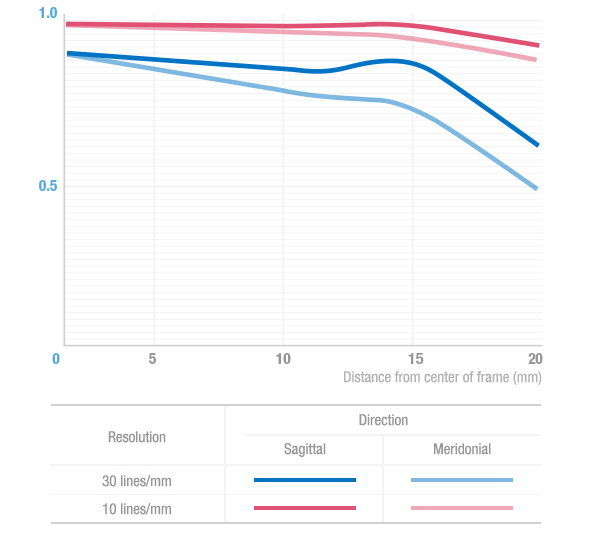 1.0
0.5
0 5 10 15 20
Distance from center of frame (mm)
Direction
Resolution
Sagittal Meridonial
30 lines/mm
10 lines/mm